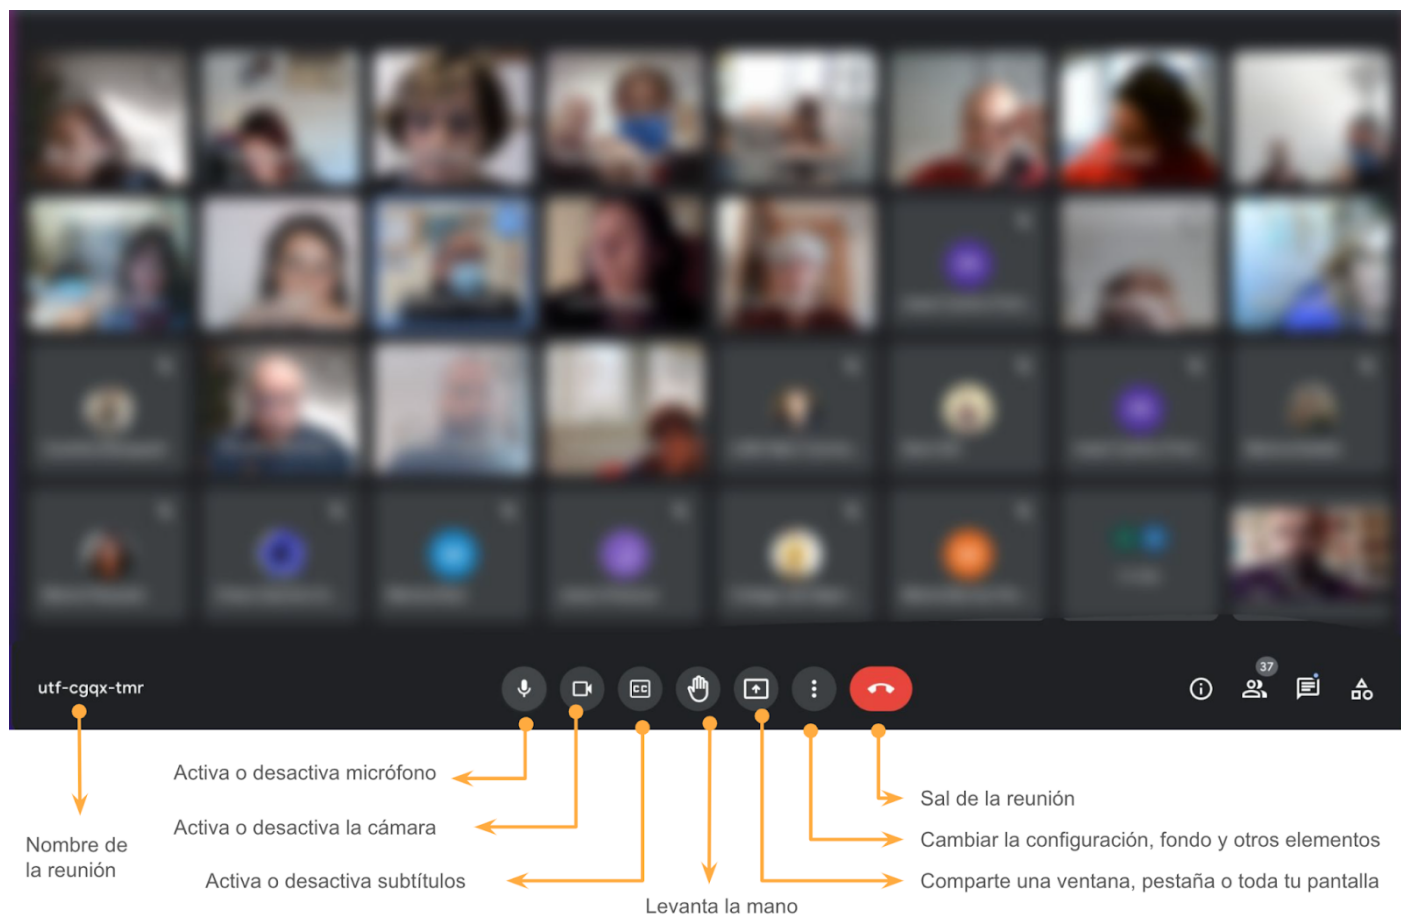 utf-cgqx-tmr
37
Activa o desactiva micrófono
Activa o desactiva la cámara
Activa o desactiva subtítulos
Nombre de
la reunión
Levanta la mano
Sal de la reunión
Cambiar la configuración, fondo y otros elementos
Comparte una ventana, pestaña o toda tu pantalla
CC